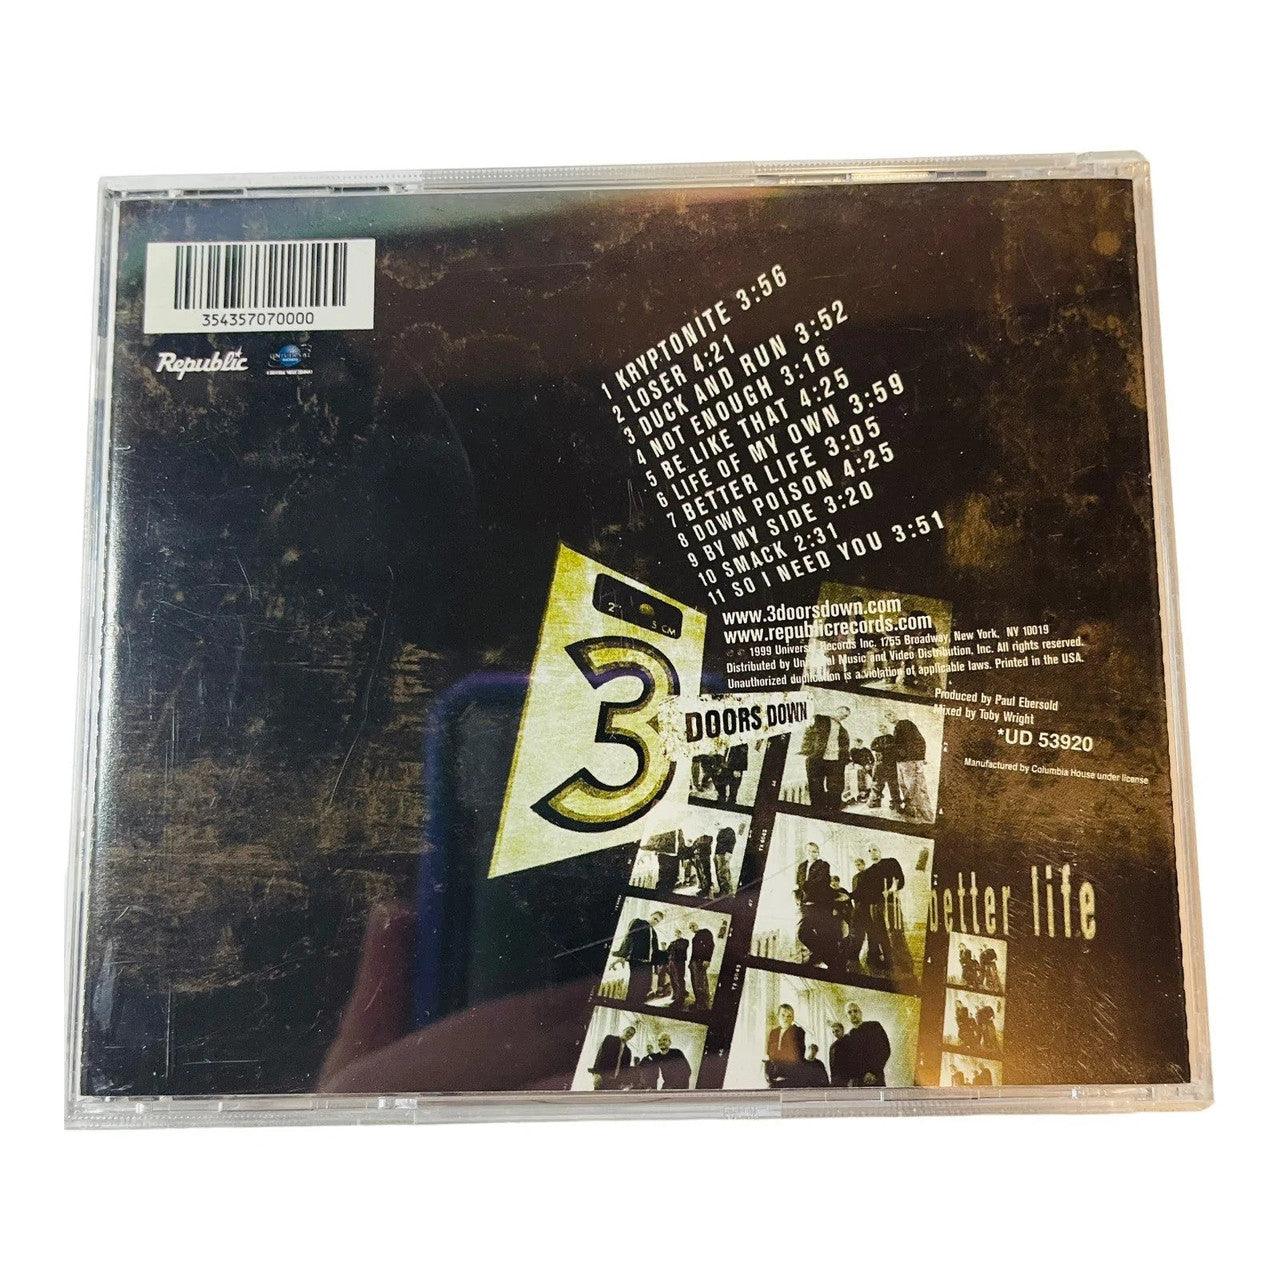 354357070000
Republic
UNIVERSAL
1 KRYPTONITE 3:56
2 LOSER 4:21
3 DUCK AND RUN 3:52
4 NOT ENOUGH 3:16
5 BE LIKE THAT 4:25
6 LIFE OF MY OWN 3:59
7 BETTER LIFE 3:05
8 DOWN POISON 4:25
9 BY MY SIDE 3:20
10 SMACK 2:31
11 SO I NEED YOU 3:51
www.3doorsdown.com
www.republicrecords.com
℗ © 1999 Universal Records Inc. 1755 Broadway, New York, NY 10019
Distributed by Universal Music and Video Distribution, Inc. All rights reserved.
Unauthorized duplication is a violation of applicable laws. Printed in the USA.
Produced by Paul Ebersold
Mixed by Toby Wright
*UD 53920
Manufactured by Columbia House under license
2"
5 CM
3
DOORS DOWN
the better life